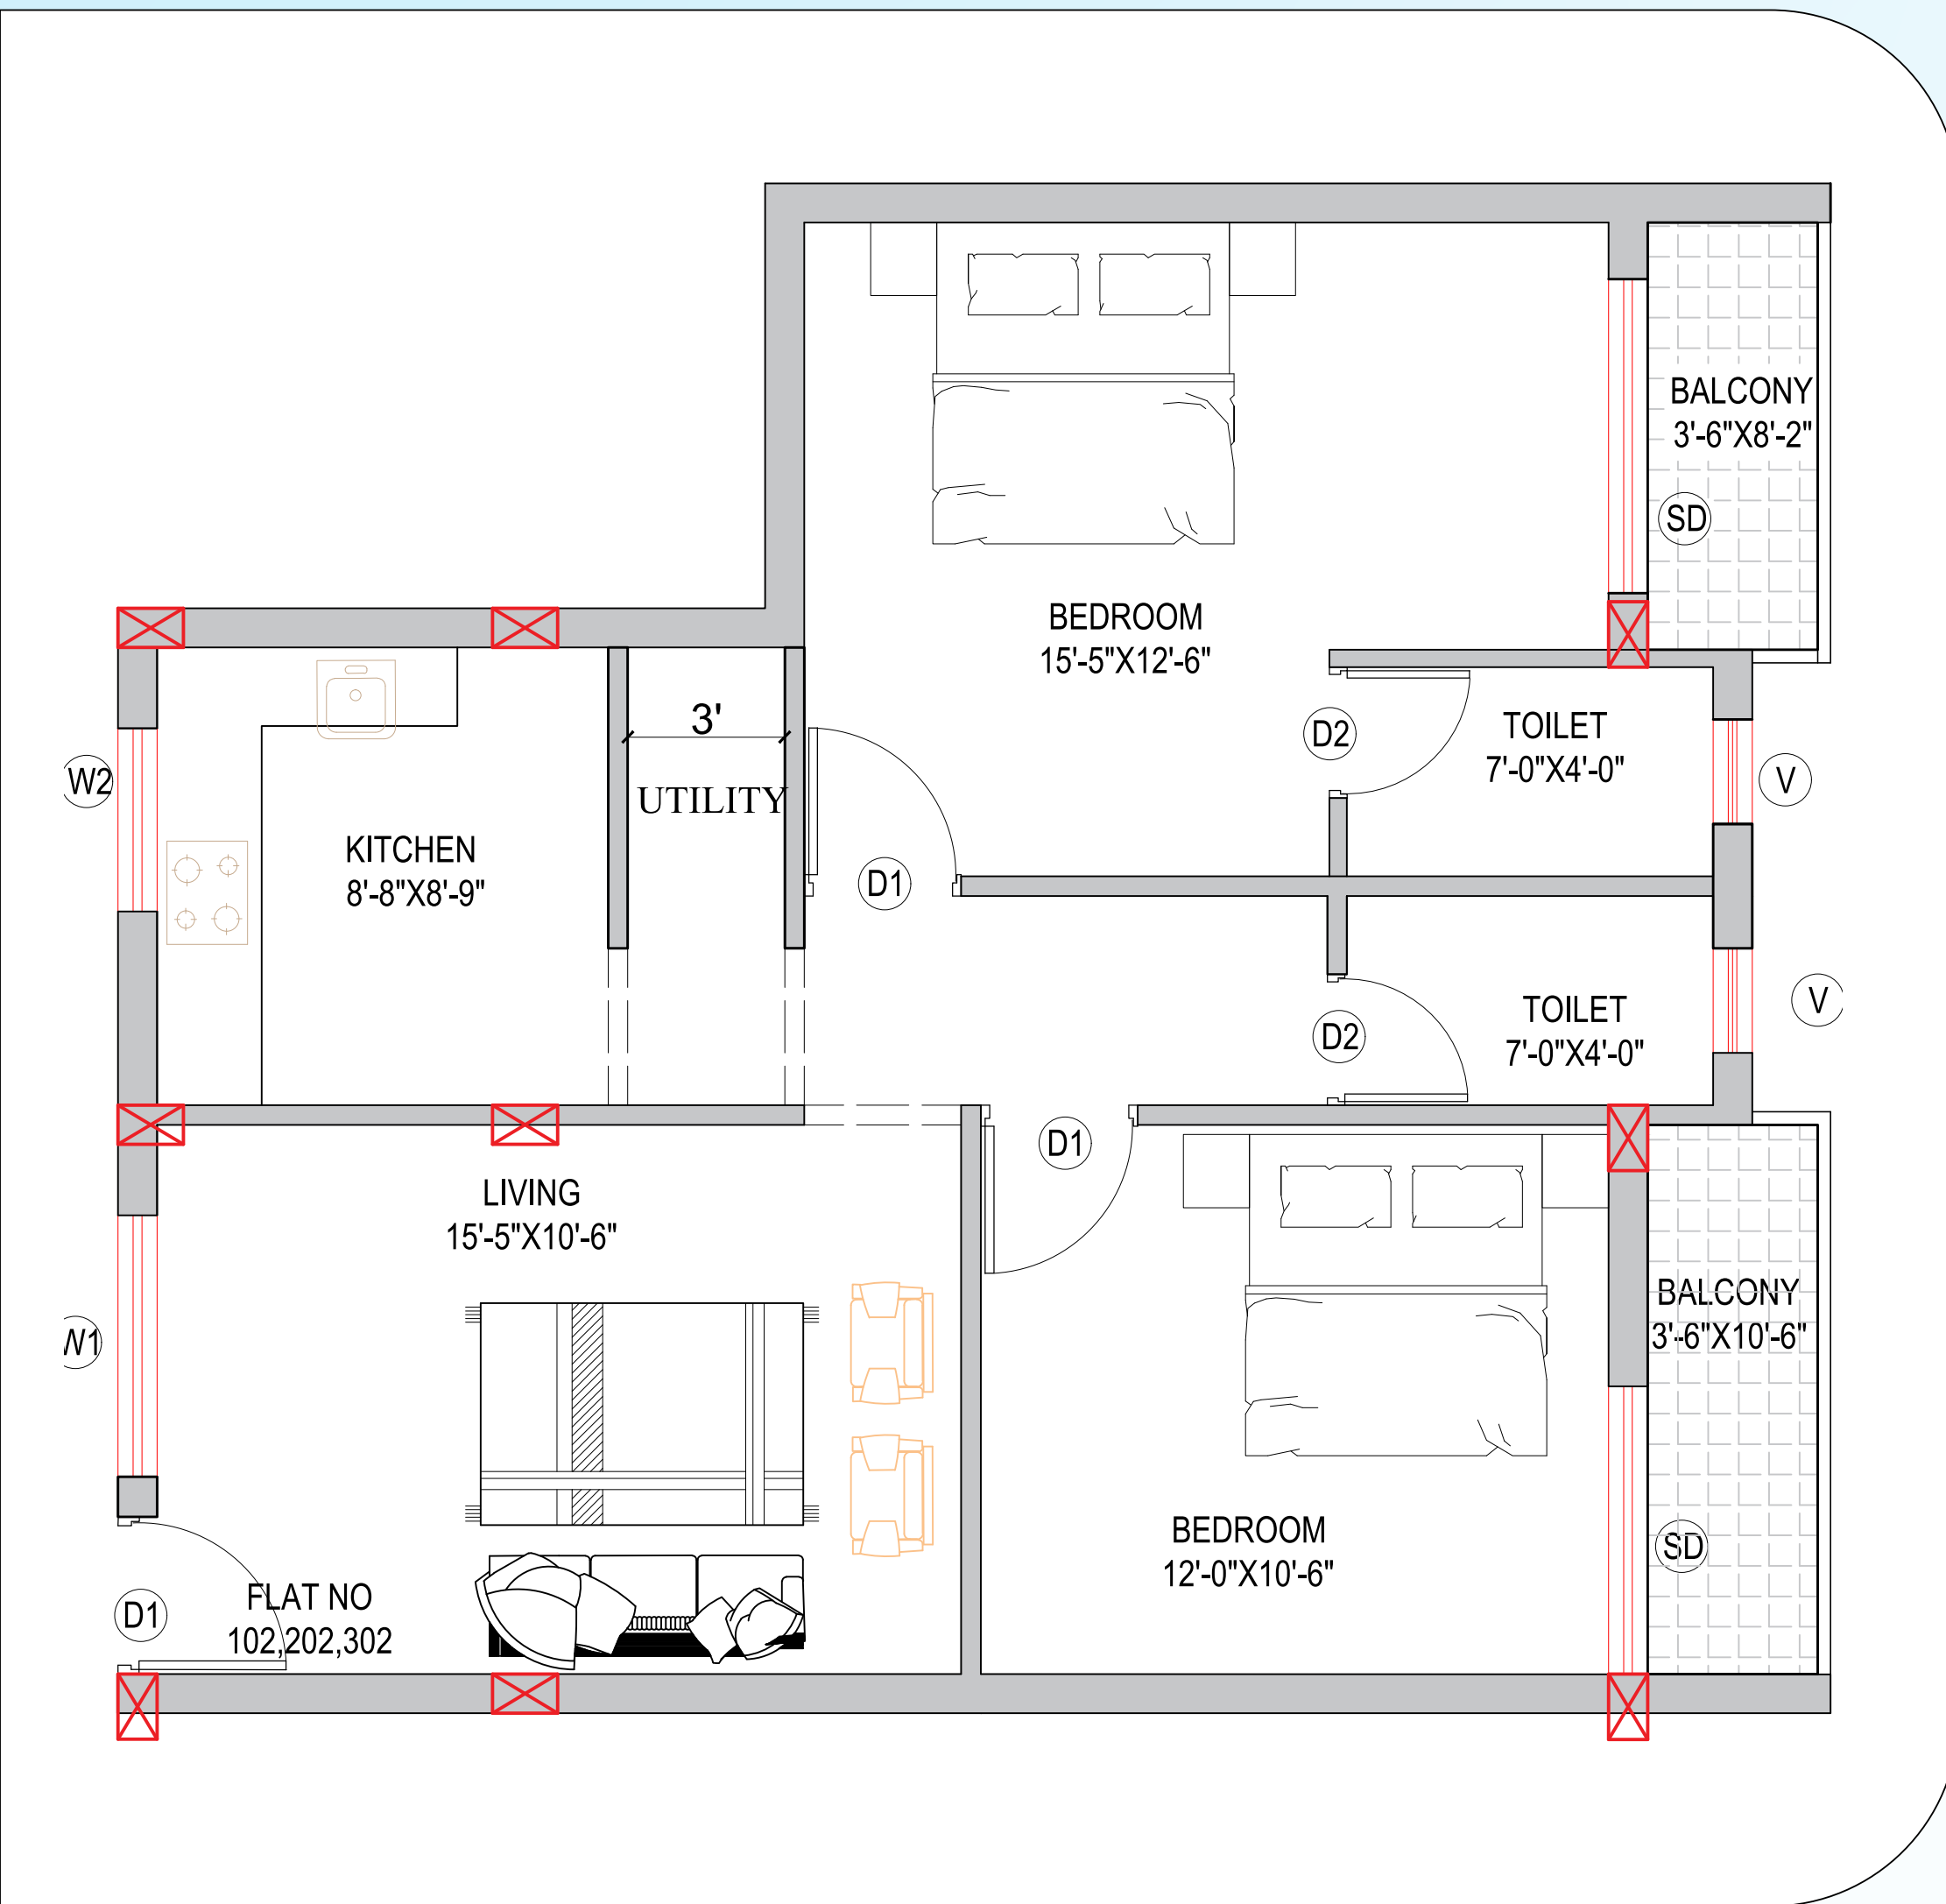 BALCONY
3'-6"X8'-2"
SD
BEDROOM
15'-5"X12'-6"
3'
UTILITY
D2
TOILET
7'-0"X4'-0"
V
W2
KITCHEN
8'-8"X8'-9"
D1
D2
TOILET
7'-0"X4'-0"
V
D1
LIVING
15'-5"X10'-6"
W1
BALCONY
3'-6"X10'-6"
BEDROOM
12'-0"X10'-6"
SD
D1
FLAT NO
102,202,302